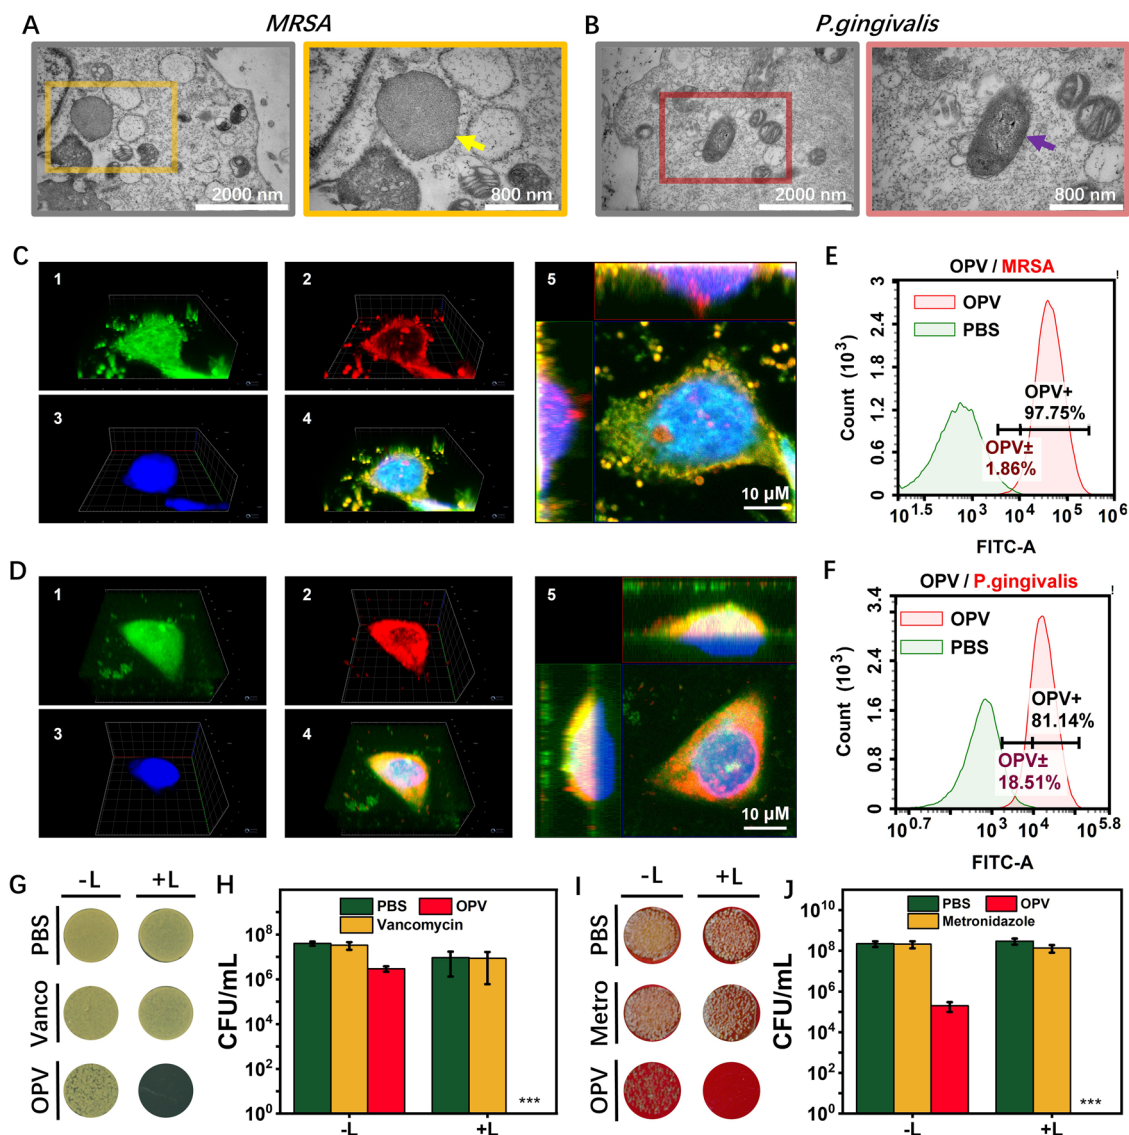 A
MRSA
2000 nm
800 nm
B
P.gingivalis
2000 nm
800 nm
C
1
2
3
4
5
10 μM
D
1
2
3
4
5
10 μM
E
OPV / MRSA
!
OPV
PBS
OPV+
97.75%
OPV±
1.86%
Count (10³)
3
2.4
1.8
1.2
0.6
0
10^1.5 10³ 10⁴ 10⁵ 10⁶
FITC-A
F
OPV / P.gingivalis
!
OPV
PBS
OPV+
81.14%
OPV±
18.51%
Count (10³)
3.4
2.4
1.6
0.8
0
10^0.7 10³ 10⁴ 10^5.8
FITC-A
G
-L +L
PBS
Vanco
OPV
H
PBS OPV
Vancomycin
CFU/mL
10⁸
10⁶
10⁴
10²
10⁰
***
-L +L
I
-L +L
PBS
Metro
OPV
J
PBS OPV
Metronidazole
CFU/mL
10¹⁰
10⁸
10⁶
10⁴
10²
10⁰
***
-L +L